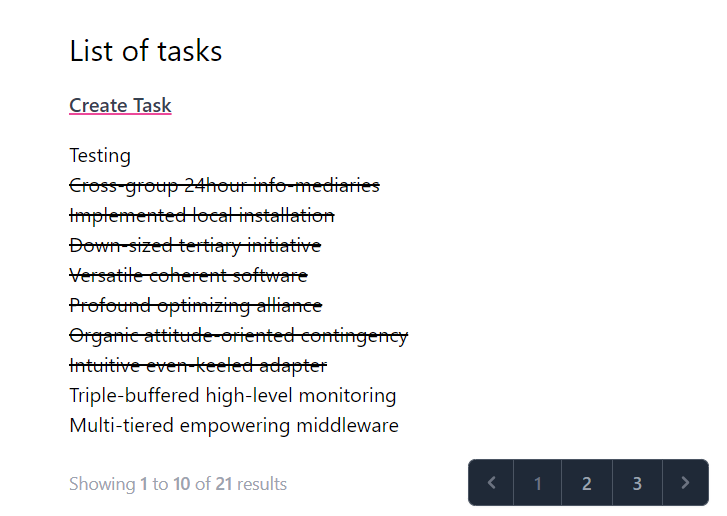 List of tasks
Create Task
Testing
Cross-group 24hour info-mediaries
Implemented local installation
Down-sized tertiary initiative
Versatile coherent software
Profound optimizing alliance
Organic attitude-oriented contingency
Intuitive even-keeled adapter
Triple-buffered high-level monitoring
Multi-tiered empowering middleware
Showing 1 to 10 of 21 results
1 2 3